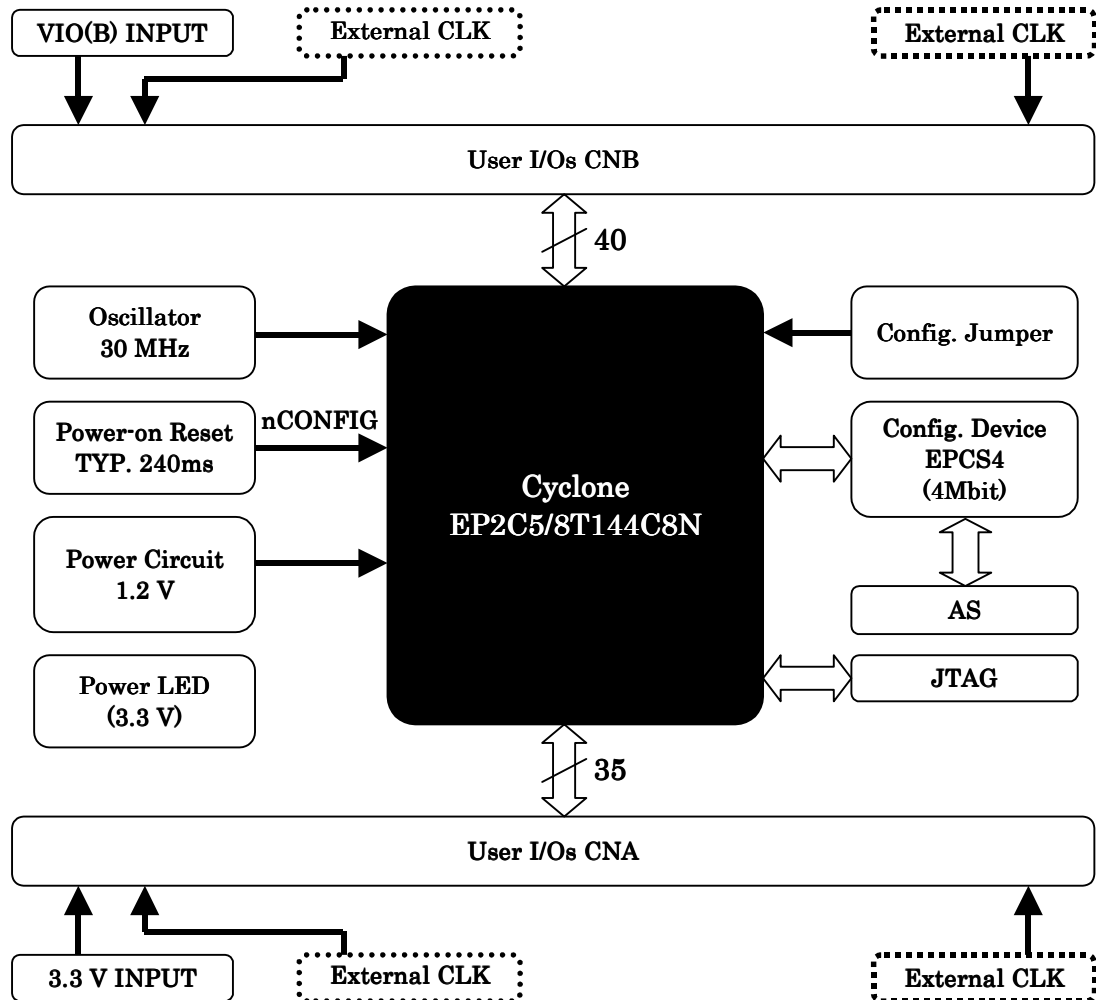 VIO(B) INPUT
External CLK
External CLK
User I/Os CNB
40
Oscillator
30 MHz
Config. Jumper
Power-on Reset
TYP. 240ms
nCONFIG
Config. Device
EPCS4
(4Mbit)
Cyclone
EP2C5/8T144C8N
Power Circuit
1.2 V
AS
Power LED
(3.3 V)
JTAG
35
User I/Os CNA
3.3 V INPUT
External CLK
External CLK